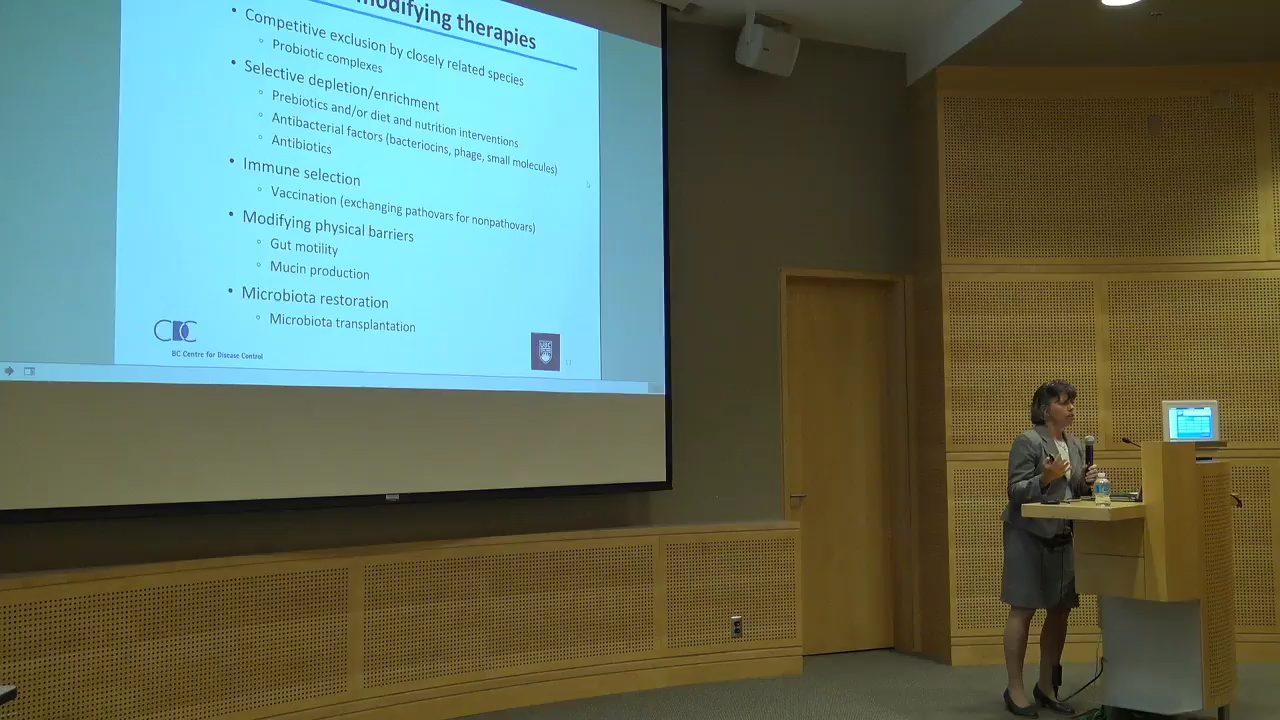 modifying therapies
• Competitive exclusion by closely related species
◦ Probiotic complexes
• Selective depletion/enrichment
◦ Prebiotics and/or diet and nutrition interventions
◦ Antibacterial factors (bacteriocins, phage, small molecules)
◦ Antibiotics
• Immune selection
◦ Vaccination (exchanging pathovars for nonpathovars)
• Modifying physical barriers
◦ Gut motility
◦ Mucin production
• Microbiota restoration
◦ Microbiota transplantation
CDC
BC Centre for Disease Control
UBC